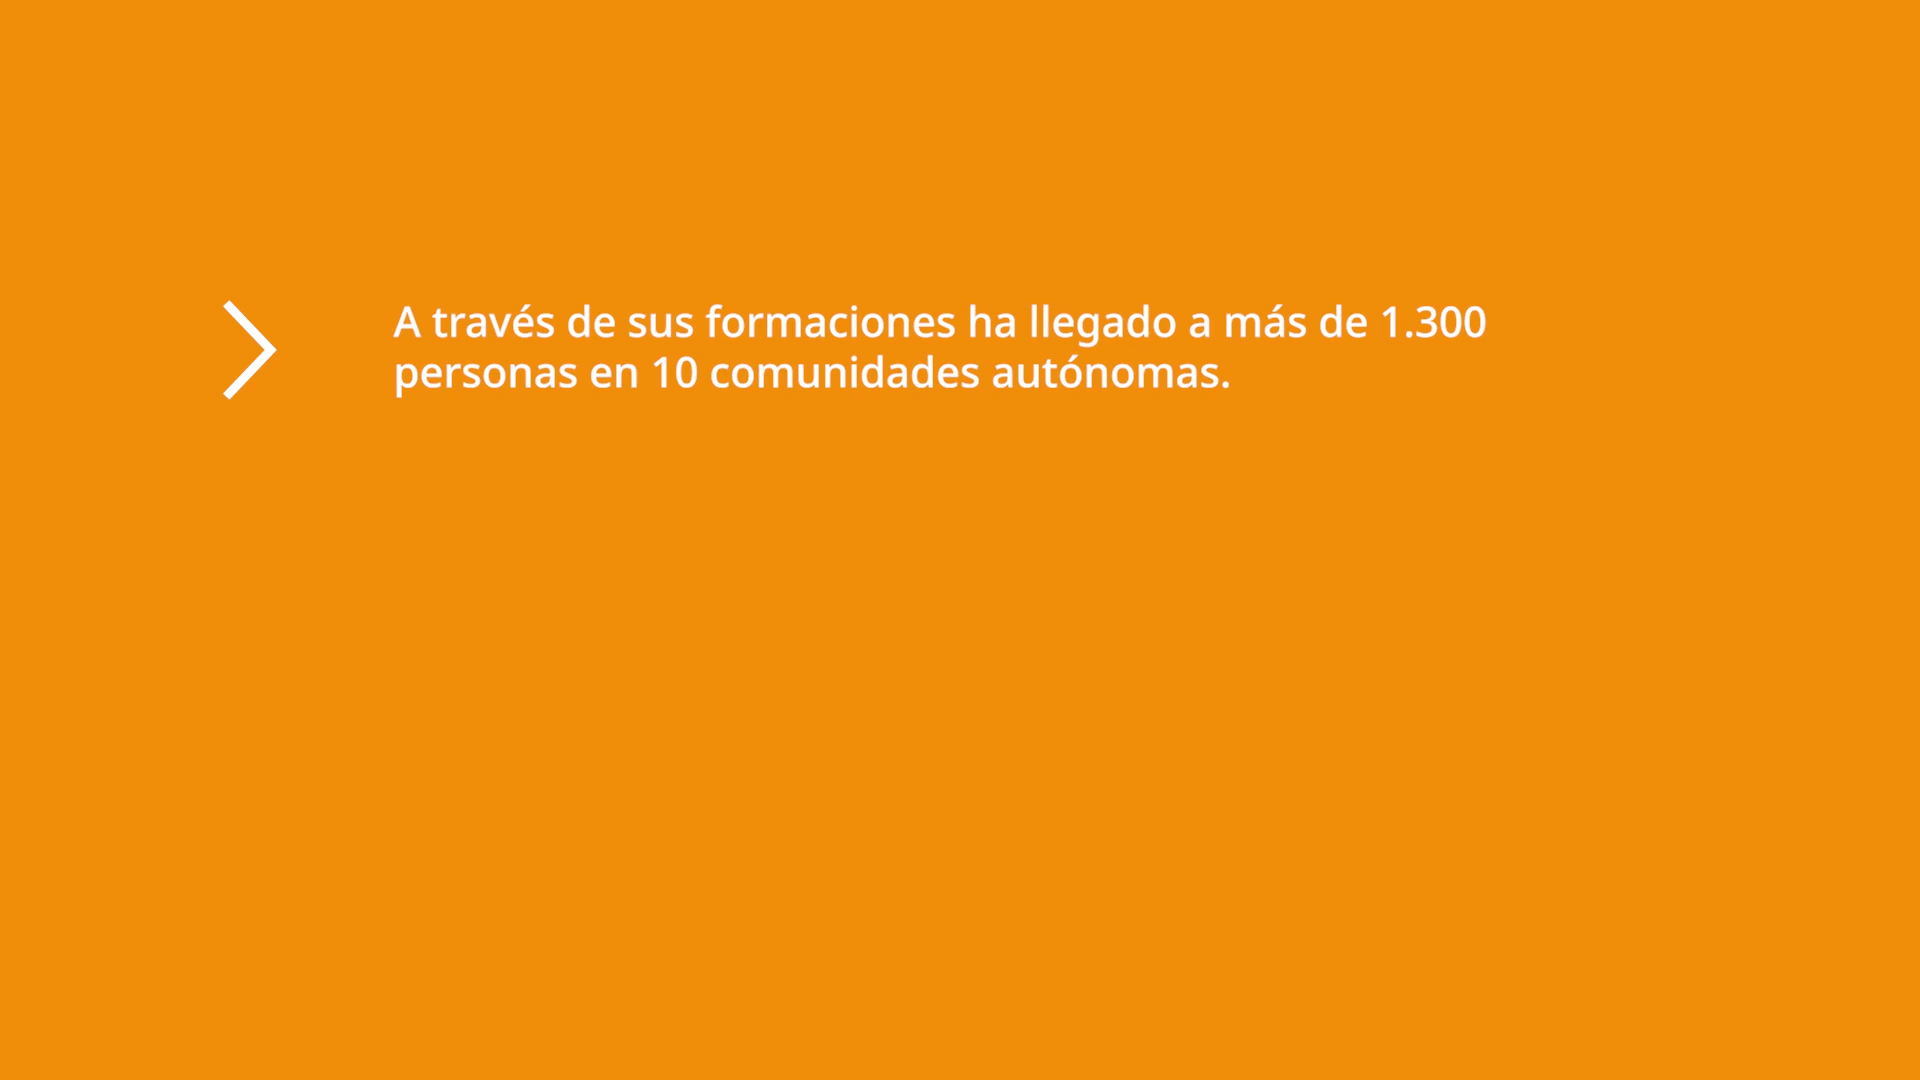 A través de sus formaciones ha llegado a más de 1.300
personas en 10 comunidades autónomas.